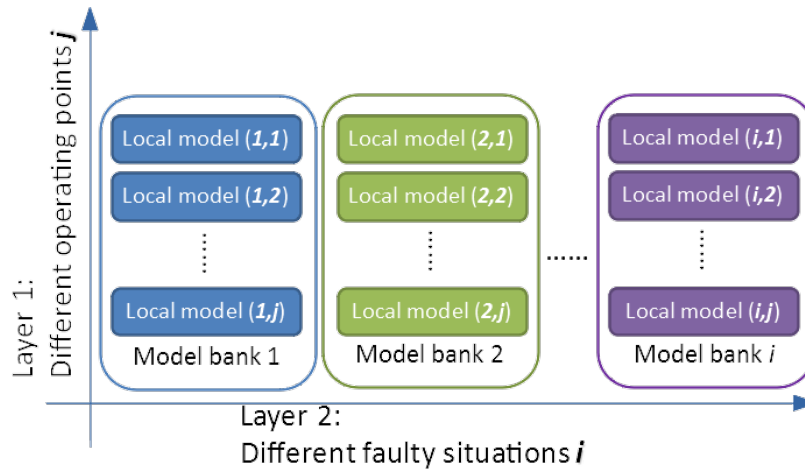 Layer 1:
Different operating points j
Local model (1,1)
Local model (1,2)
Local model (1,j)
Model bank 1
Local model (2,1)
Local model (2,2)
Local model (2,j)
Model bank 2
......
Local model (i,1)
Local model (i,2)
Local model (i,j)
Model bank i
Layer 2:
Different faulty situations i